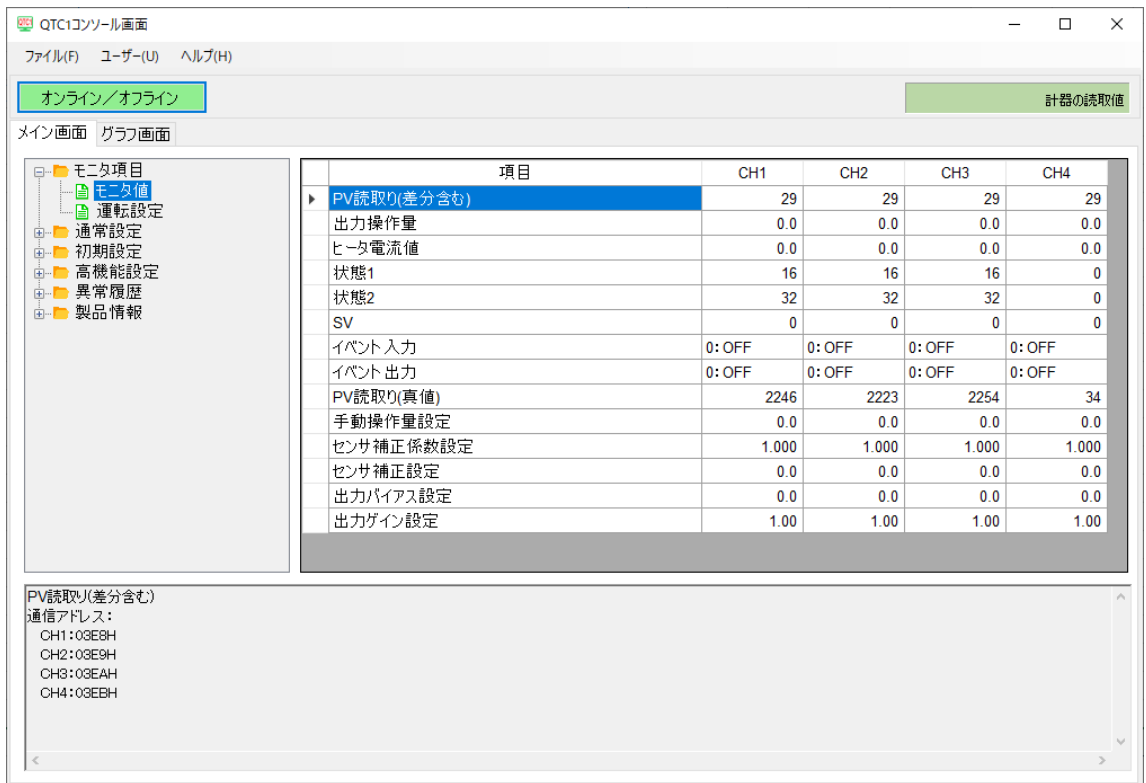 QTC1コンソール画面
ファイル(F) ユーザー(U) ヘルプ(H)
オンライン／オフライン 計器の読取値
メイン画面 グラフ画面
モニタ項目
モニタ値
運転設定
通常設定
初期設定
高機能設定
異常履歴
製品情報
項目 CH1 CH2 CH3 CH4
PV読取り(差分含む) 29 29 29 29
出力操作量 0.0 0.0 0.0 0.0
ヒータ電流値 0.0 0.0 0.0 0.0
状態1 16 16 16 0
状態2 32 32 32 0
SV 0 0 0 0
イベント入力 0：OFF 0：OFF 0：OFF 0：OFF
イベント出力 0：OFF 0：OFF 0：OFF 0：OFF
PV読取り(真値) 2246 2223 2254 34
手動操作量設定 0.0 0.0 0.0 0.0
センサ補正係数設定 1.000 1.000 1.000 1.000
センサ補正設定 0.0 0.0 0.0 0.0
出力バイアス設定 0.0 0.0 0.0 0.0
出力ゲイン設定 1.00 1.00 1.00 1.00
PV読取り(差分含む)
通信アドレス：
CH1：03E8H
CH2：03E9H
CH3：03EAH
CH4：03EBH